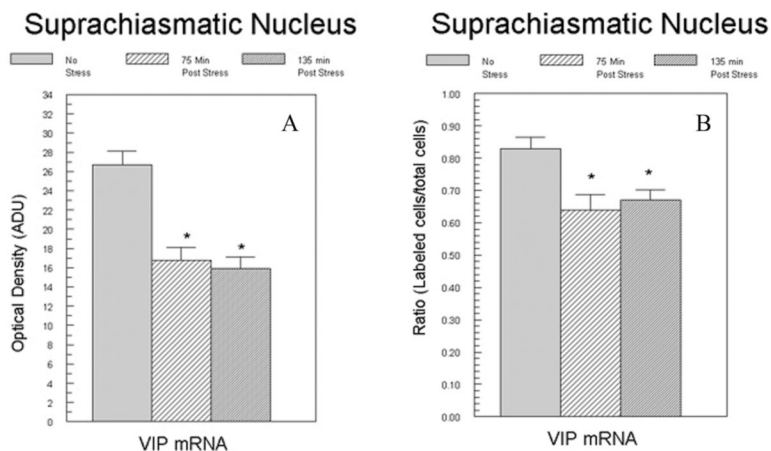 Suprachiasmatic Nucleus
No Stress
75 Min Post Stress
135 min Post Stress
34
32
30
28
26
24
22
20
18
16
14
12
10
8
6
4
2
0
Optical Density (ADU)
A
*
*
VIP mRNA
Suprachiasmatic Nucleus
No Stress
75 Min Post Stress
135 min Post Stress
1.00
0.90
0.80
0.70
0.60
0.50
0.40
0.30
0.20
0.10
0.00
Ratio (Labeled cells/total cells)
B
*
*
VIP mRNA